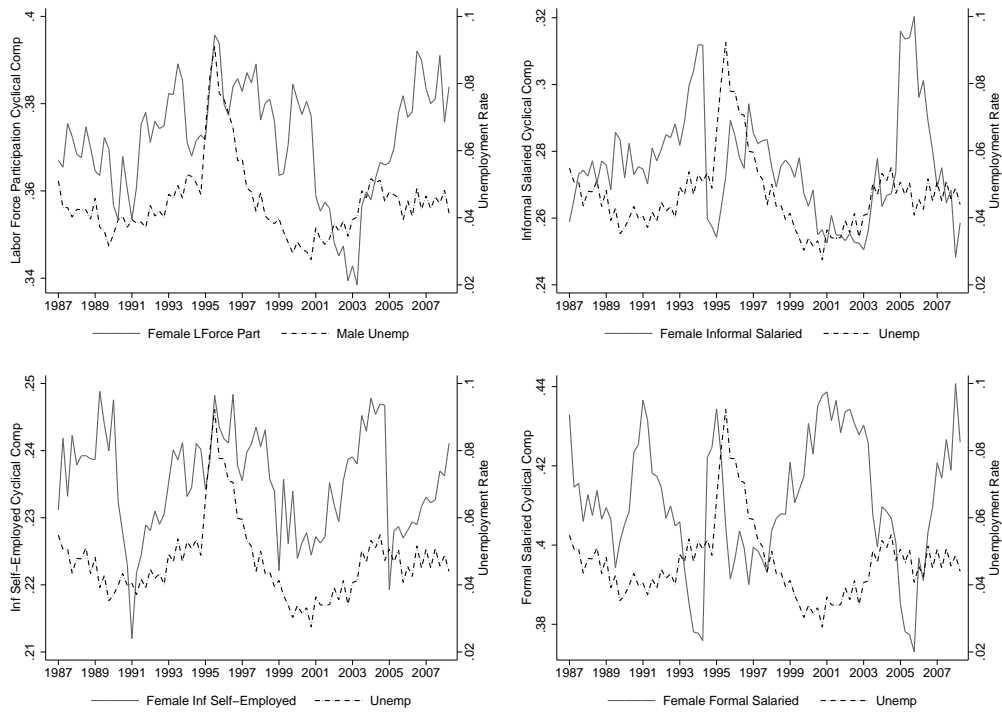 Labor Force Participation Cyclical Comp
.34 .36 .38 .4
.02 .04 .06 .08 .1
Unemployment Rate
1987 1989 1991 1993 1995 1997 1999 2001 2003 2005 2007
Female LForce Part Male Unemp
Informal Salaried Cyclical Comp
.24 .26 .28 .3 .32
.02 .04 .06 .08 .1
Unemployment Rate
1987 1989 1991 1993 1995 1997 1999 2001 2003 2005 2007
Female Informal Salaried Unemp
Inf Self−Employed Cyclical Comp
.21 .22 .23 .24 .25
.02 .04 .06 .08 .1
Unemployment Rate
1987 1989 1991 1993 1995 1997 1999 2001 2003 2005 2007
Female Inf Self−Employed Unemp
Formal Salaried Cyclical Comp
.38 .4 .42 .44
.02 .04 .06 .08 .1
Unemployment Rate
1987 1989 1991 1993 1995 1997 1999 2001 2003 2005 2007
Female Formal Salaried Unemp